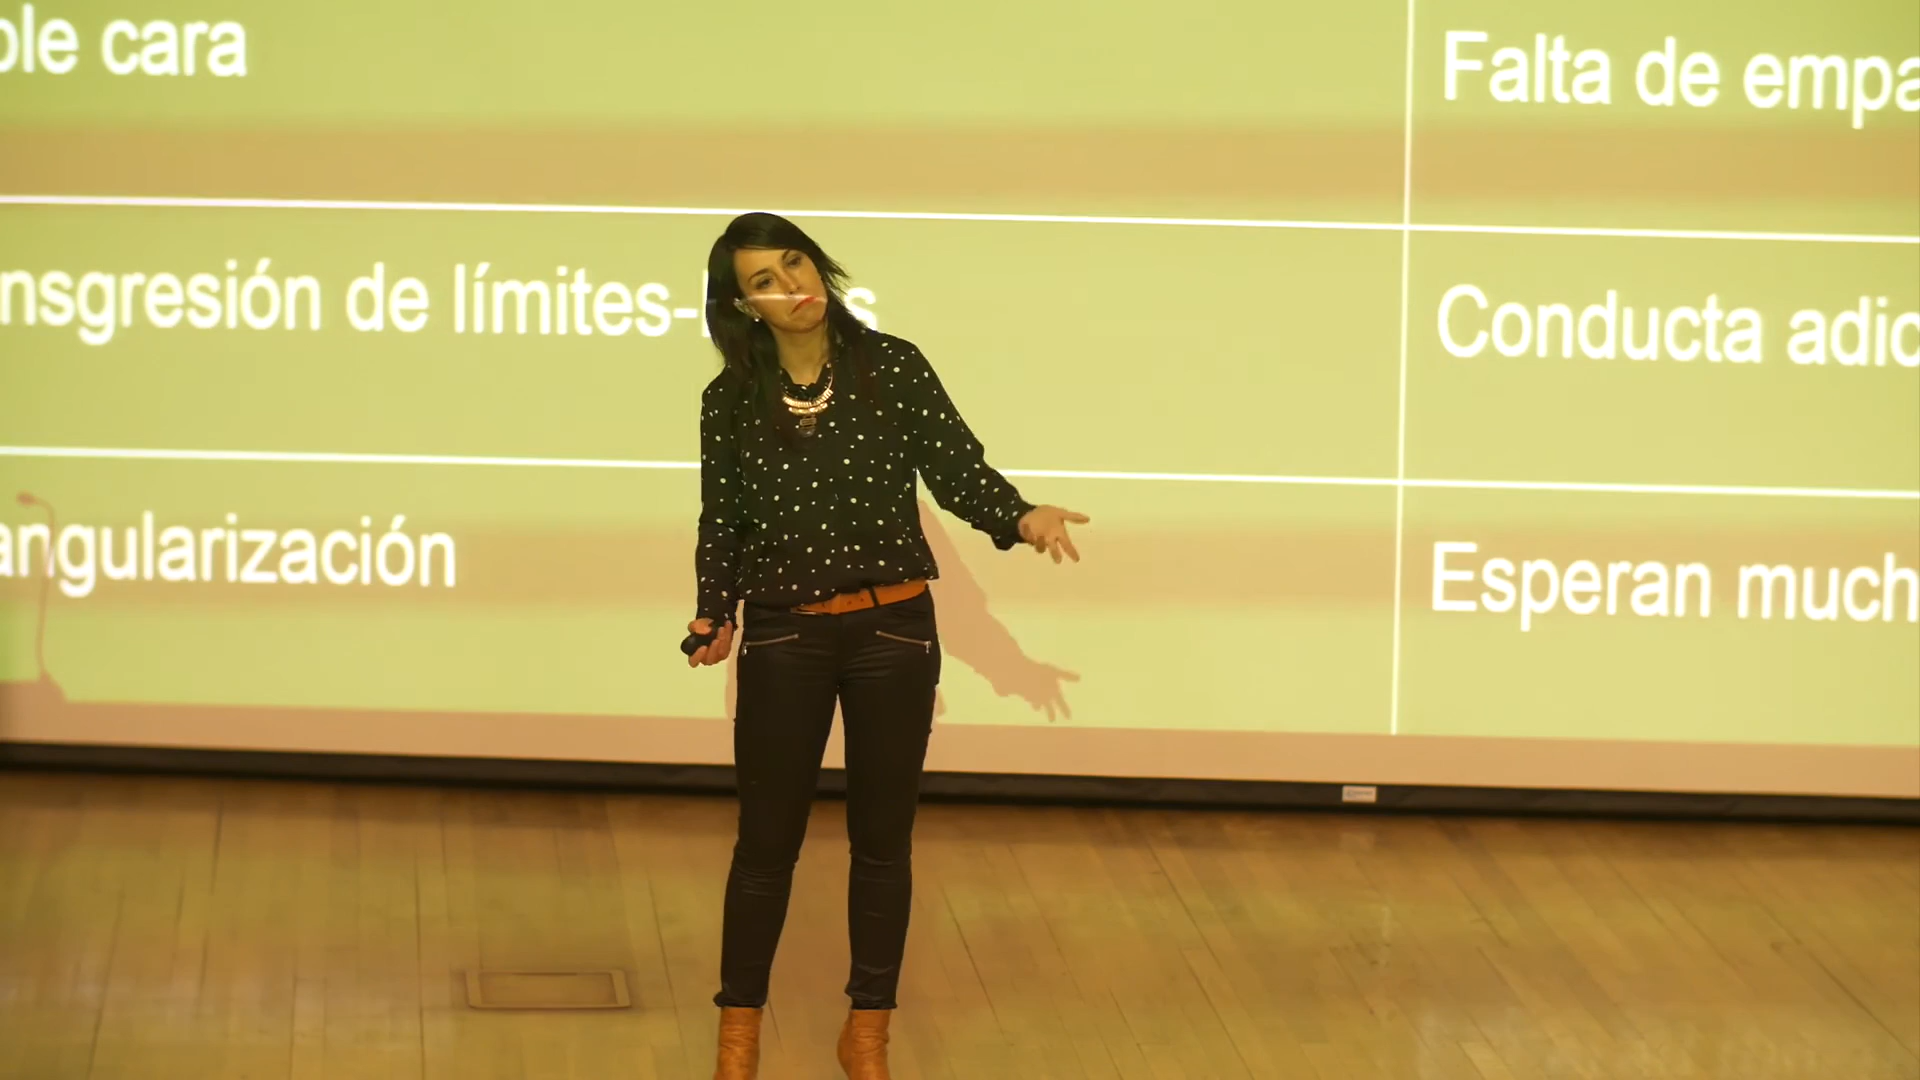 ble cara
Falta de empa
nsgresión de límites-
Conducta adic
angularización
Esperan much